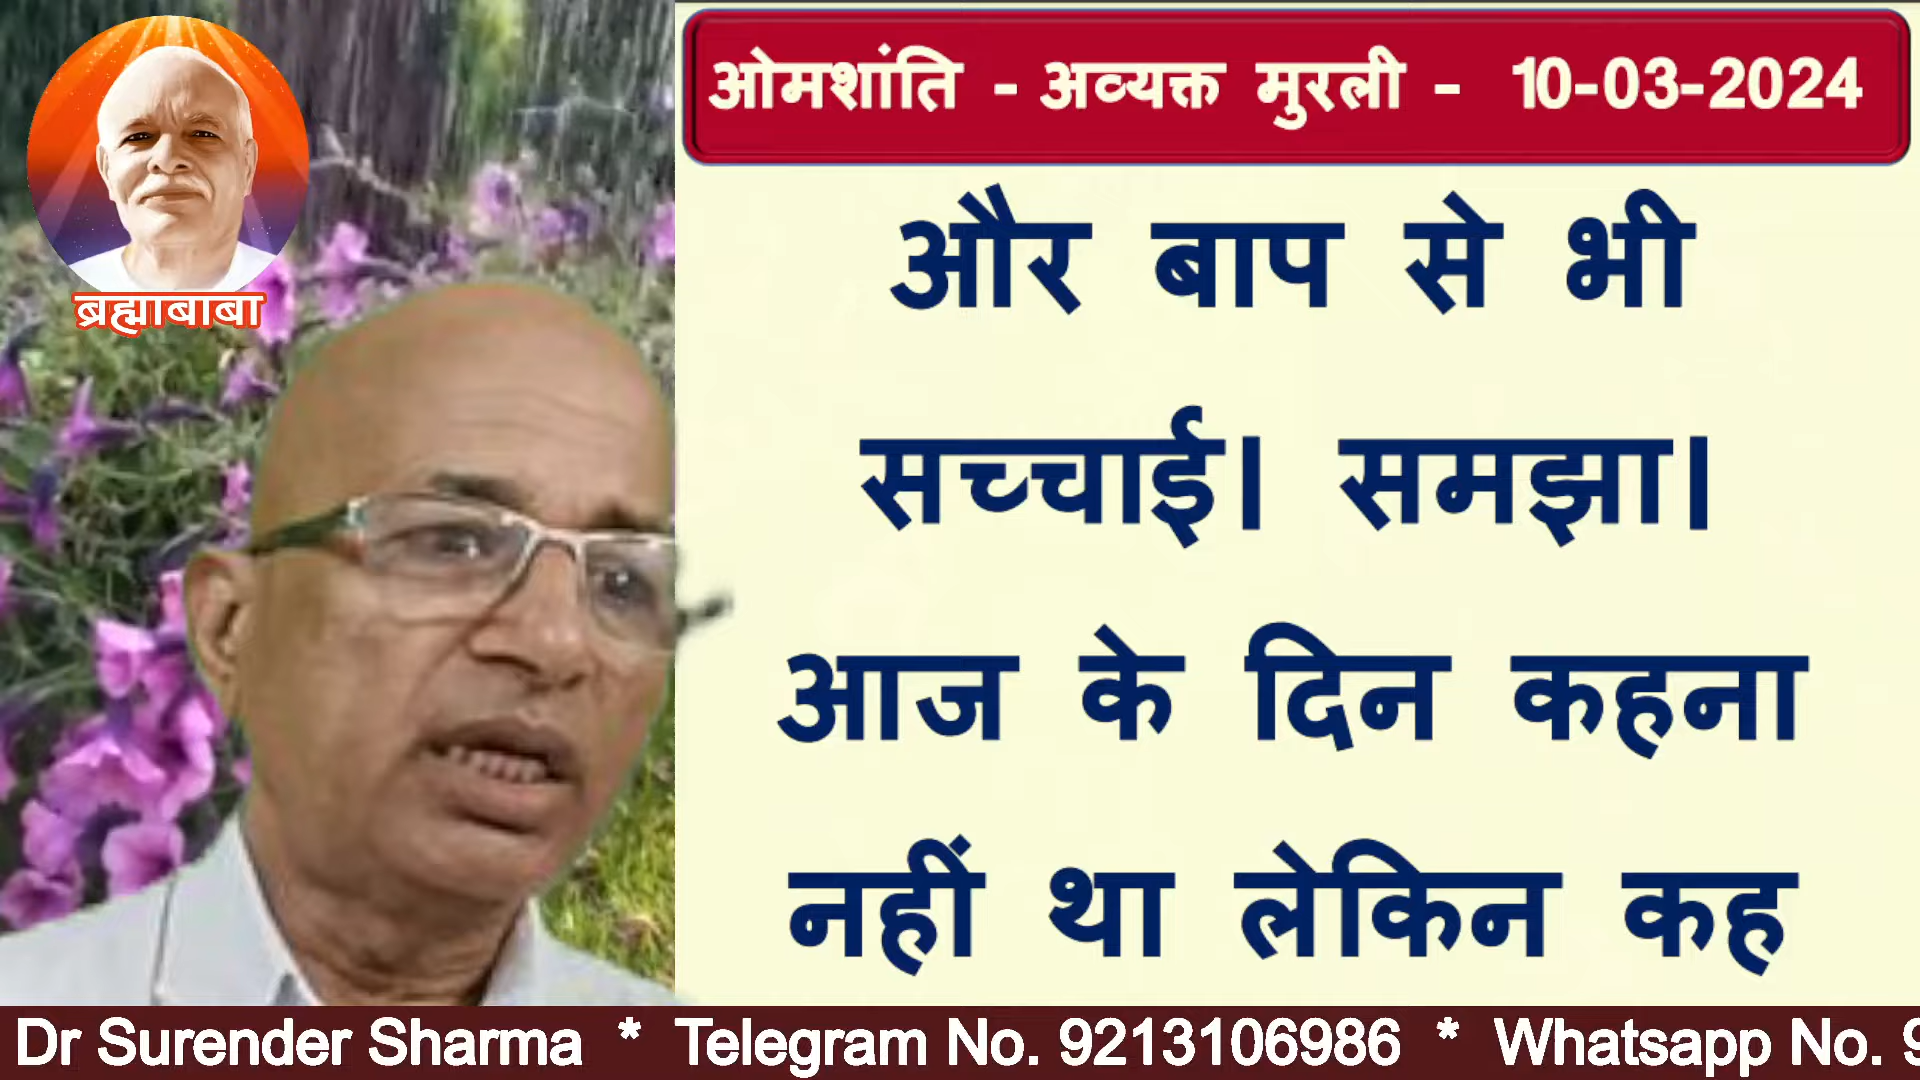 ब्रह्माबाबा
ओमशांति - अव्यक्त मुरली - 10-03-2024
और बाप से भी
सच्चाई। समझा।
आज के दिन कहना
नहीं था लेकिन कह
Dr Surender Sharma * Telegram No. 9213106986 * Whatsapp No. 9